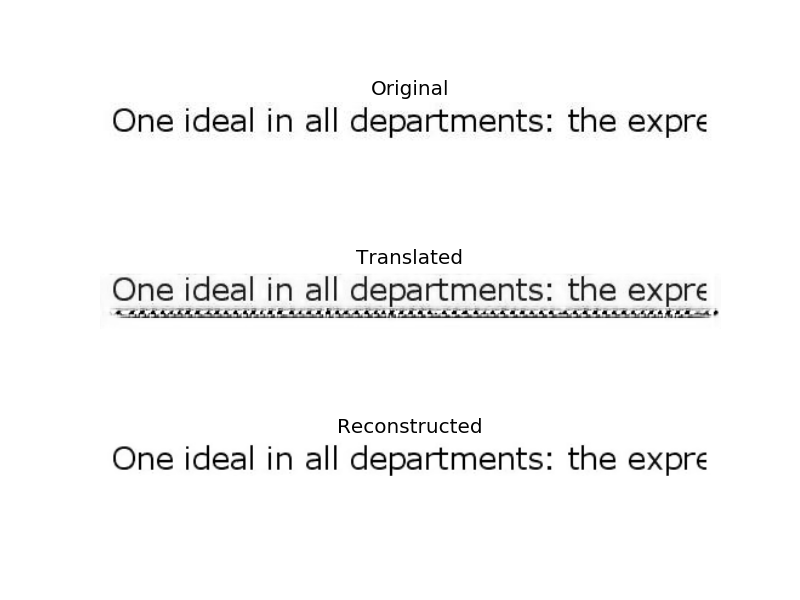 Original
One ideal in all departments: the expre
Translated
One ideal in all departments: the expre
Reconstructed
One ideal in all departments: the expre